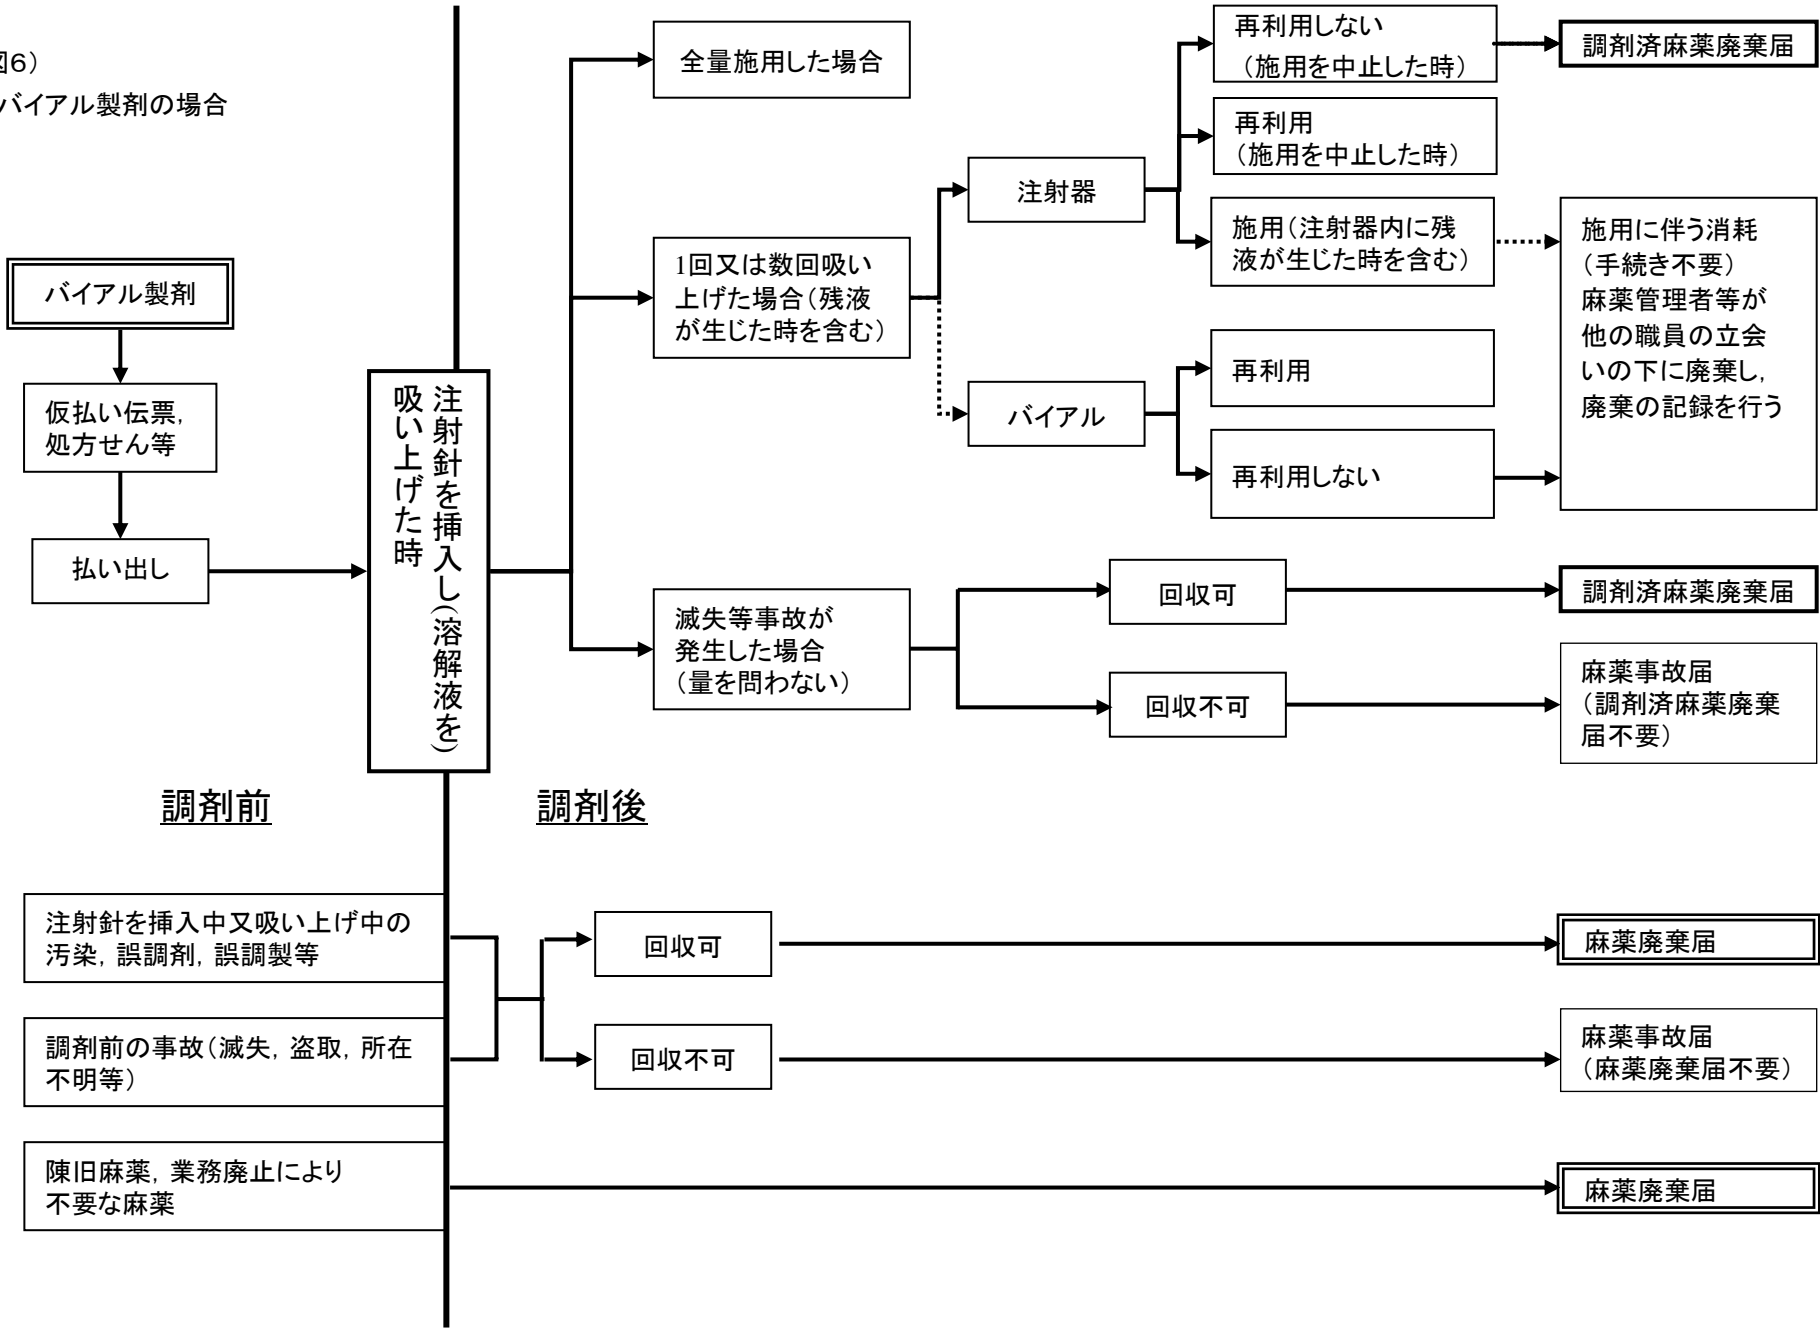 図6）
バイアル製剤の場合
バイアル製剤
仮払い伝票，
処方せん等
払い出し
注射針を挿入し（溶解液を）
吸い上げた時
全量施用した場合
1回又は数回吸い
上げた場合（残液
が生じた時を含む）
滅失等事故が
発生した場合
（量を問わない）
注射器
バイアル
再利用しない
（施用を中止した時）
再利用
（施用を中止した時）
施用（注射器内に残
液が生じた時を含む）
再利用
再利用しない
調剤済麻薬廃棄届
施用に伴う消耗
（手続き不要）
麻薬管理者等が
他の職員の立会
いの下に廃棄し，
廃棄の記録を行う
回収可
回収不可
調剤済麻薬廃棄届
麻薬事故届
（調剤済麻薬廃棄
届不要）
調剤前
調剤後
注射針を挿入中又吸い上げ中の
汚染，誤調剤，誤調製等
調剤前の事故（滅失，盗取，所在
不明等）
回収可
回収不可
麻薬廃棄届
麻薬事故届
（麻薬廃棄届不要）
陳旧麻薬，業務廃止により
不要な麻薬
麻薬廃棄届